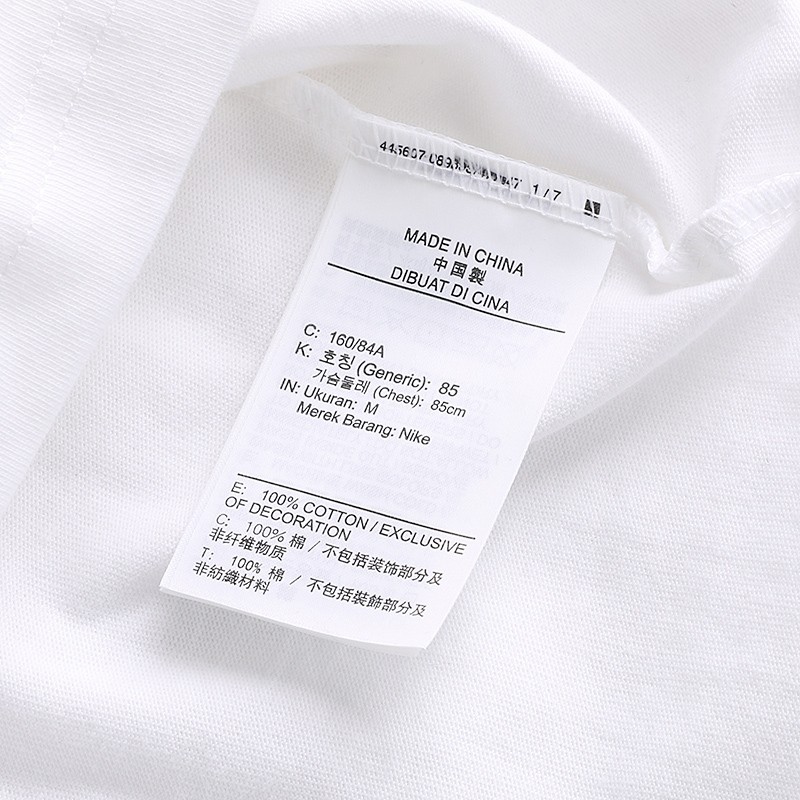 1 / 7
MADE IN CHINA
中国製
DIBUAT DI CINA
C: 160/84A
K: 호칭 (Generic): 85
가슴둘레 (Chest): 85cm
IN: Ukuran: M
Merek Barang: Nike
E: 100% COTTON / EXCLUSIVE
OF DECORATION
C: 100% 棉 / 不包括装饰部分及
非纤维物质
T: 100% 棉 / 不包括裝飾部分及
非紡織材料